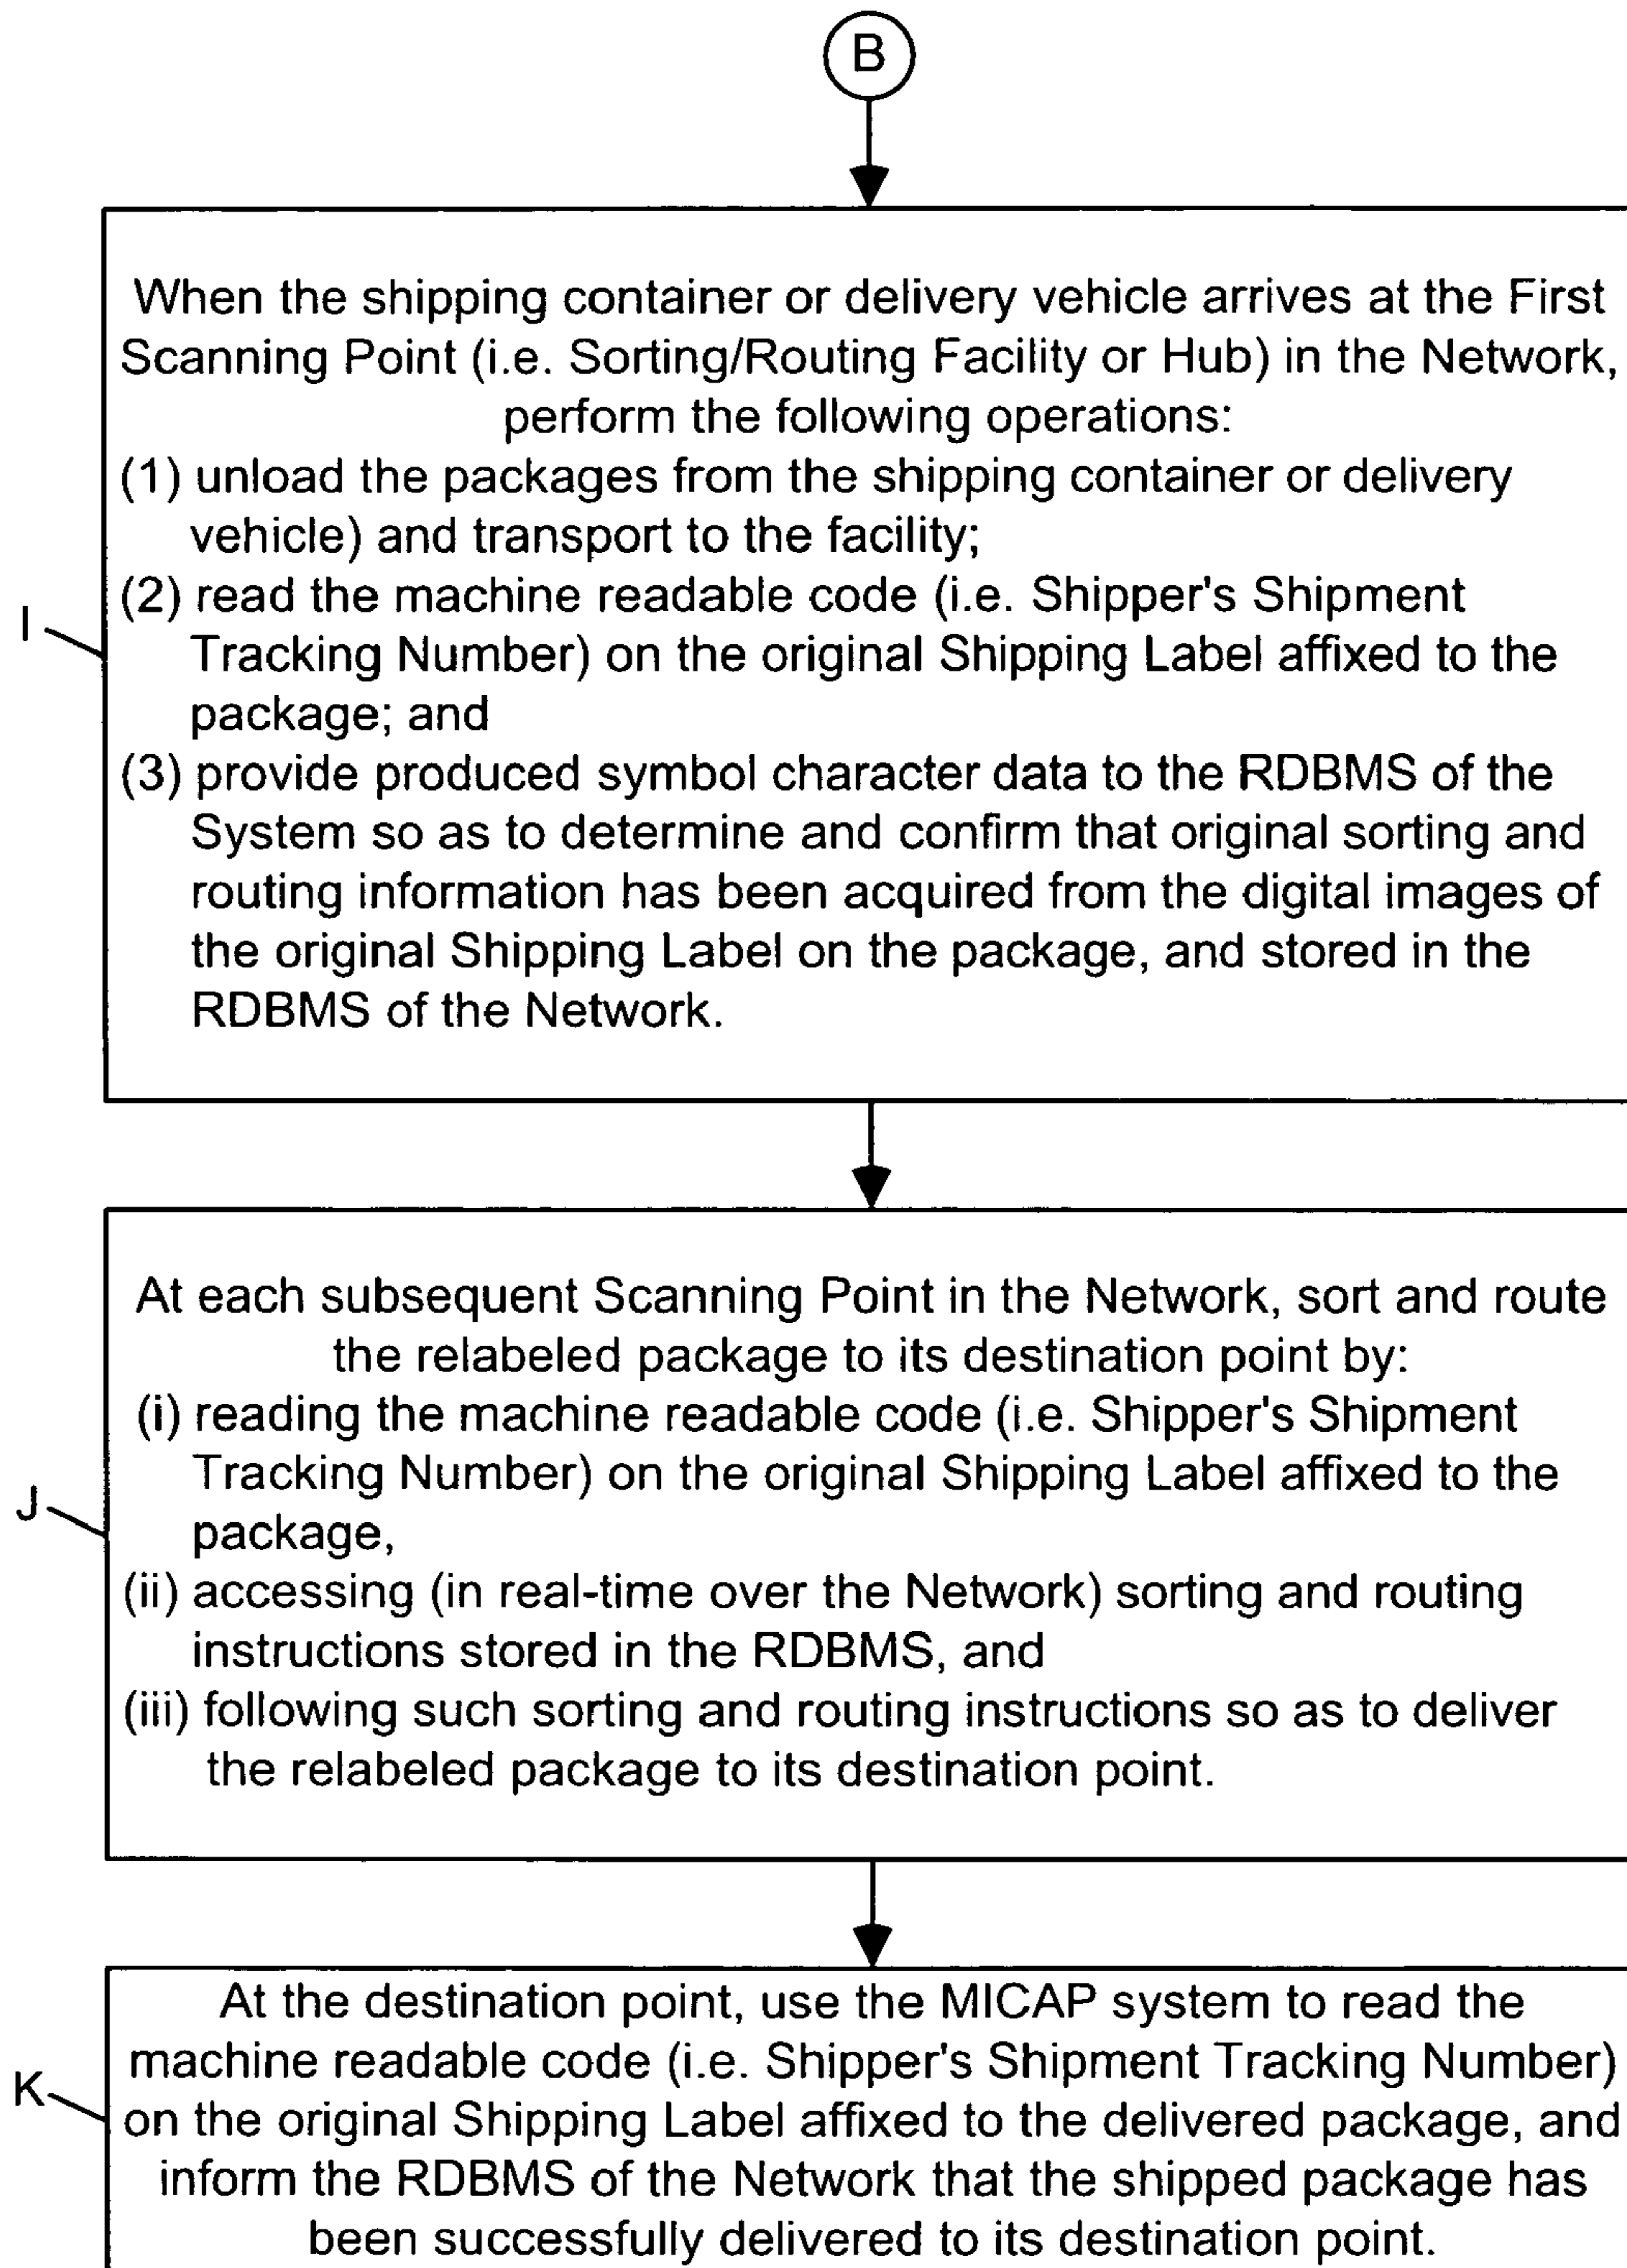 B
When the shipping container or delivery vehicle arrives at the First
Scanning Point (i.e. Sorting/Routing Facility or Hub) in the Network,
perform the following operations:
(1) unload the packages from the shipping container or delivery
vehicle) and transport to the facility;
(2) read the machine readable code (i.e. Shipper's Shipment
Tracking Number) on the original Shipping Label affixed to the
package; and
(3) provide produced symbol character data to the RDBMS of the
System so as to determine and confirm that original sorting and
routing information has been acquired from the digital images of
the original Shipping Label on the package, and stored in the
RDBMS of the Network.
I
At each subsequent Scanning Point in the Network, sort and route
the relabeled package to its destination point by:
(i) reading the machine readable code (i.e. Shipper's Shipment
Tracking Number) on the original Shipping Label affixed to the
package,
(ii) accessing (in real-time over the Network) sorting and routing
instructions stored in the RDBMS, and
(iii) following such sorting and routing instructions so as to deliver
the relabeled package to its destination point.
J
At the destination point, use the MICAP system to read the
machine readable code (i.e. Shipper's Shipment Tracking Number)
on the original Shipping Label affixed to the delivered package, and
inform the RDBMS of the Network that the shipped package has
been successfully delivered to its destination point.
K